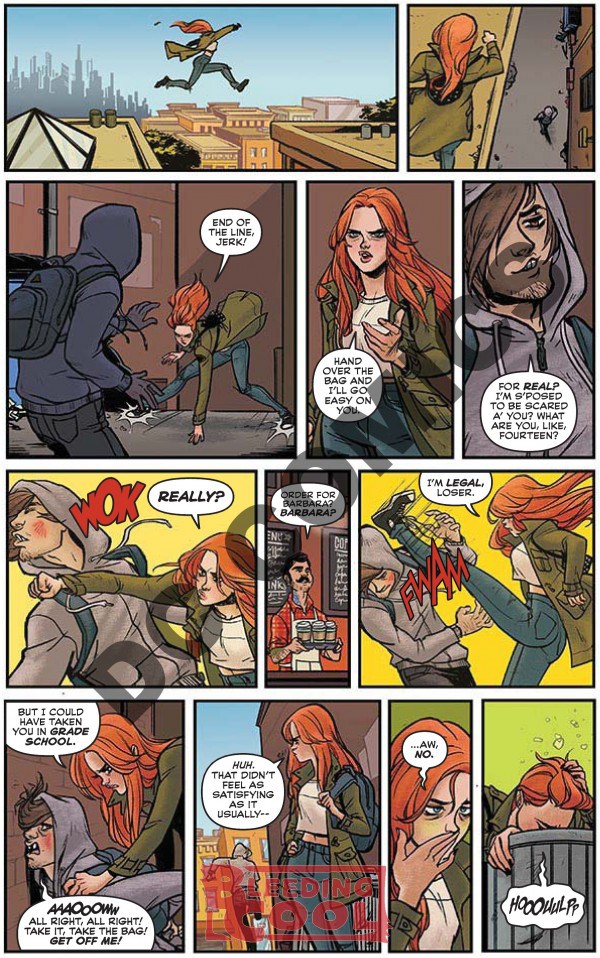 END OF
THE LINE,
JERK!
HAND
OVER THE
BAG AND
I'LL GO
EASY ON
YOU.
FOR REAL?
I'M S'POSED
TO BE SCARED
A' YOU? WHAT
ARE YOU, LIKE,
FOURTEEN?
WOK
REALLY?
ORDER FOR
BARBARA?
BARBARA?
I'M LEGAL,
LOSER.
FWAM
BUT I COULD
HAVE TAKEN
YOU IN GRADE
SCHOOL.
AAAOOOWW
ALL RIGHT, ALL RIGHT!
TAKE IT, TAKE THE BAG!
GET OFF ME!
HUH.
THAT DIDN'T
FEEL AS
SATISFYING
AS IT
USUALLY--
...AW,
NO.
HOOOUULPP
DC COMICS
BLEEDING
COOL